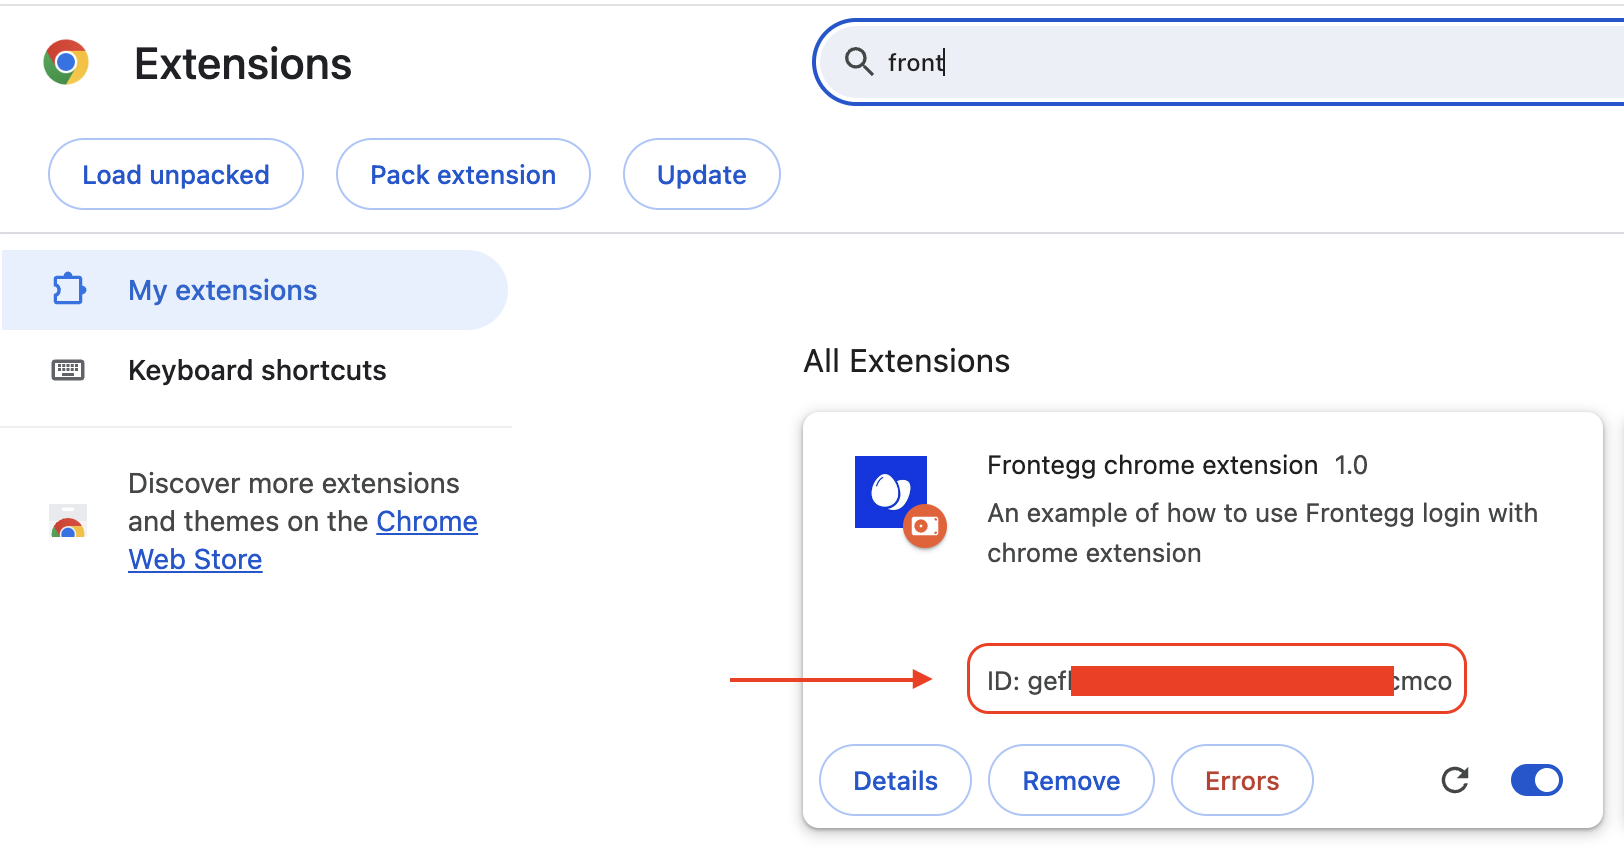 Extensions
front
Load unpacked
Pack extension
Update
My extensions
Keyboard shortcuts
Discover more extensions
and themes on the Chrome
Web Store
All Extensions
Frontegg chrome extension 1.0
An example of how to use Frontegg login with
chrome extension
ID: gefl cmco
Details
Remove
Errors